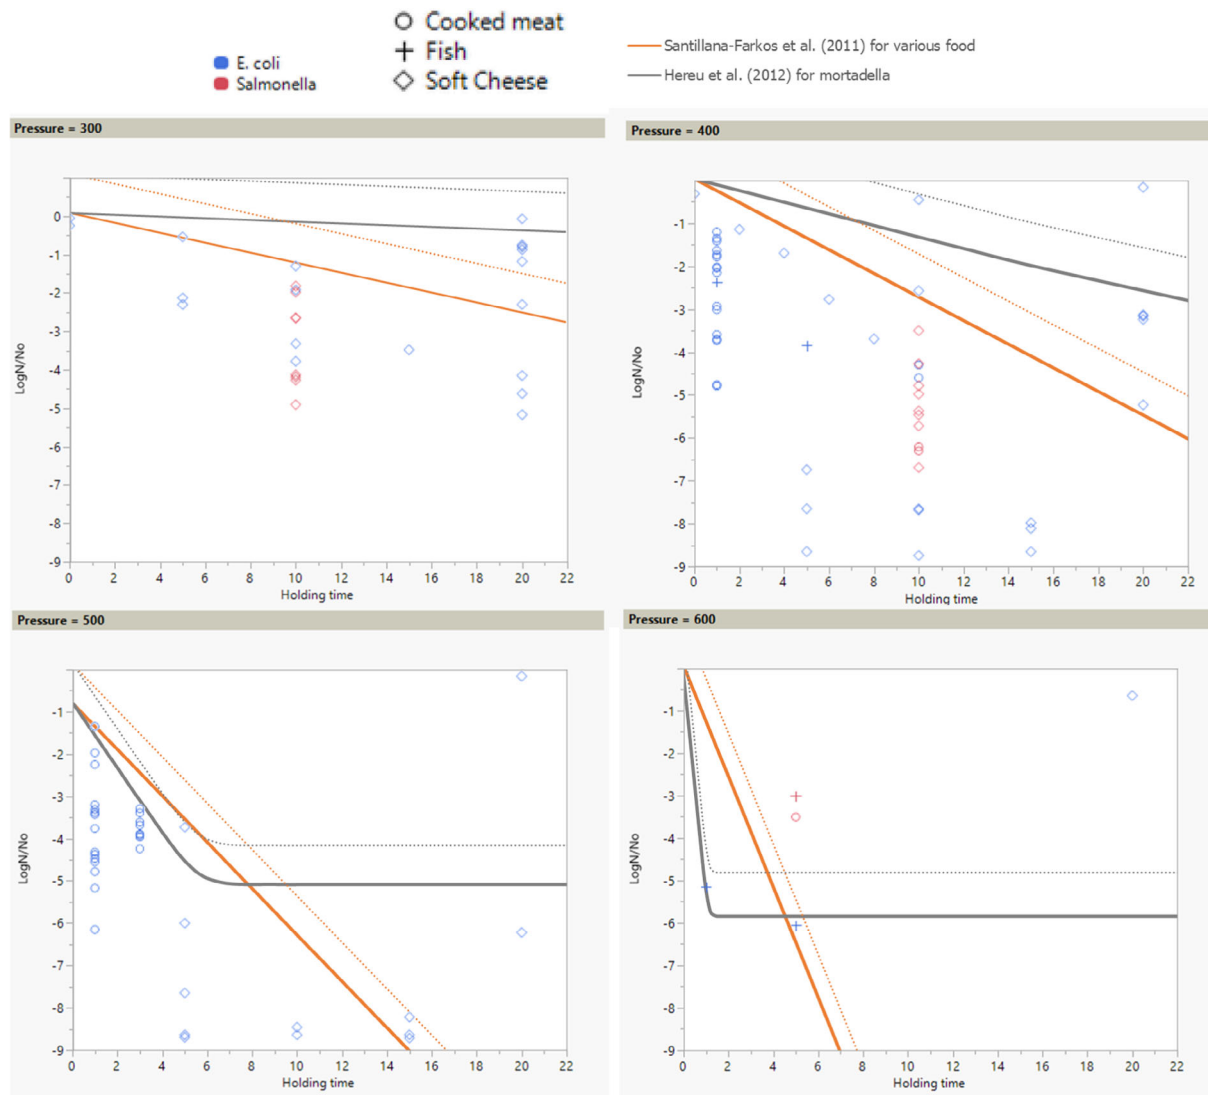 E. coli
Salmonella
Cooked meat
Fish
Soft Cheese
Santillana-Farkos et al. (2011) for various food
Hereu et al. (2012) for mortadella
Pressure = 300
LogN/No
0
-1
-2
-3
-4
-5
-6
-7
-8
-9
0 2 4 6 8 10 12 14 16 18 20 22
Holding time
Pressure = 400
LogN/No
-1
-2
-3
-4
-5
-6
-7
-8
-9
0 2 4 6 8 10 12 14 16 18 20 22
Holding time
Pressure = 500
LogN/No
-1
-2
-3
-4
-5
-6
-7
-8
-9
0 2 4 6 8 10 12 14 16 18 20 22
Holding time
Pressure = 600
LogN/No
-1
-2
-3
-4
-5
-6
-7
-8
-9
0 2 4 6 8 10 12 14 16 18 20 22
Holding time